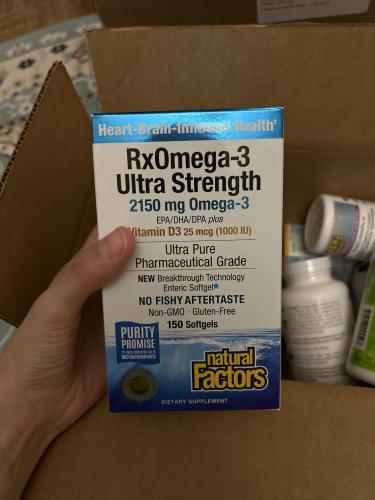 Heart-Brain-Immune Health†
RxOmega-3
Ultra Strength
2150 mg Omega-3
EPA/DHA/DPA plus
Vitamin D3 25 mcg (1000 IU)
Ultra Pure
Pharmaceutical Grade
NEW Breakthrough Technology
Enteric Softgel*
NO FISHY AFTERTASTE
Non-GMO · Gluten-Free
150 Softgels
PURITY
PROMISE
natural
Factors
DIETARY SUPPLEMENT